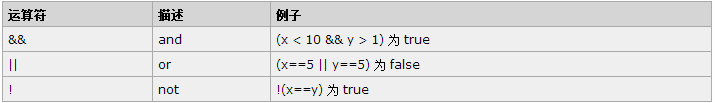 运算符 描述 例子
&& and (x < 10 && y > 1) 为 true
|| or (x==5 || y==5) 为 false
! not !(x==y) 为 true